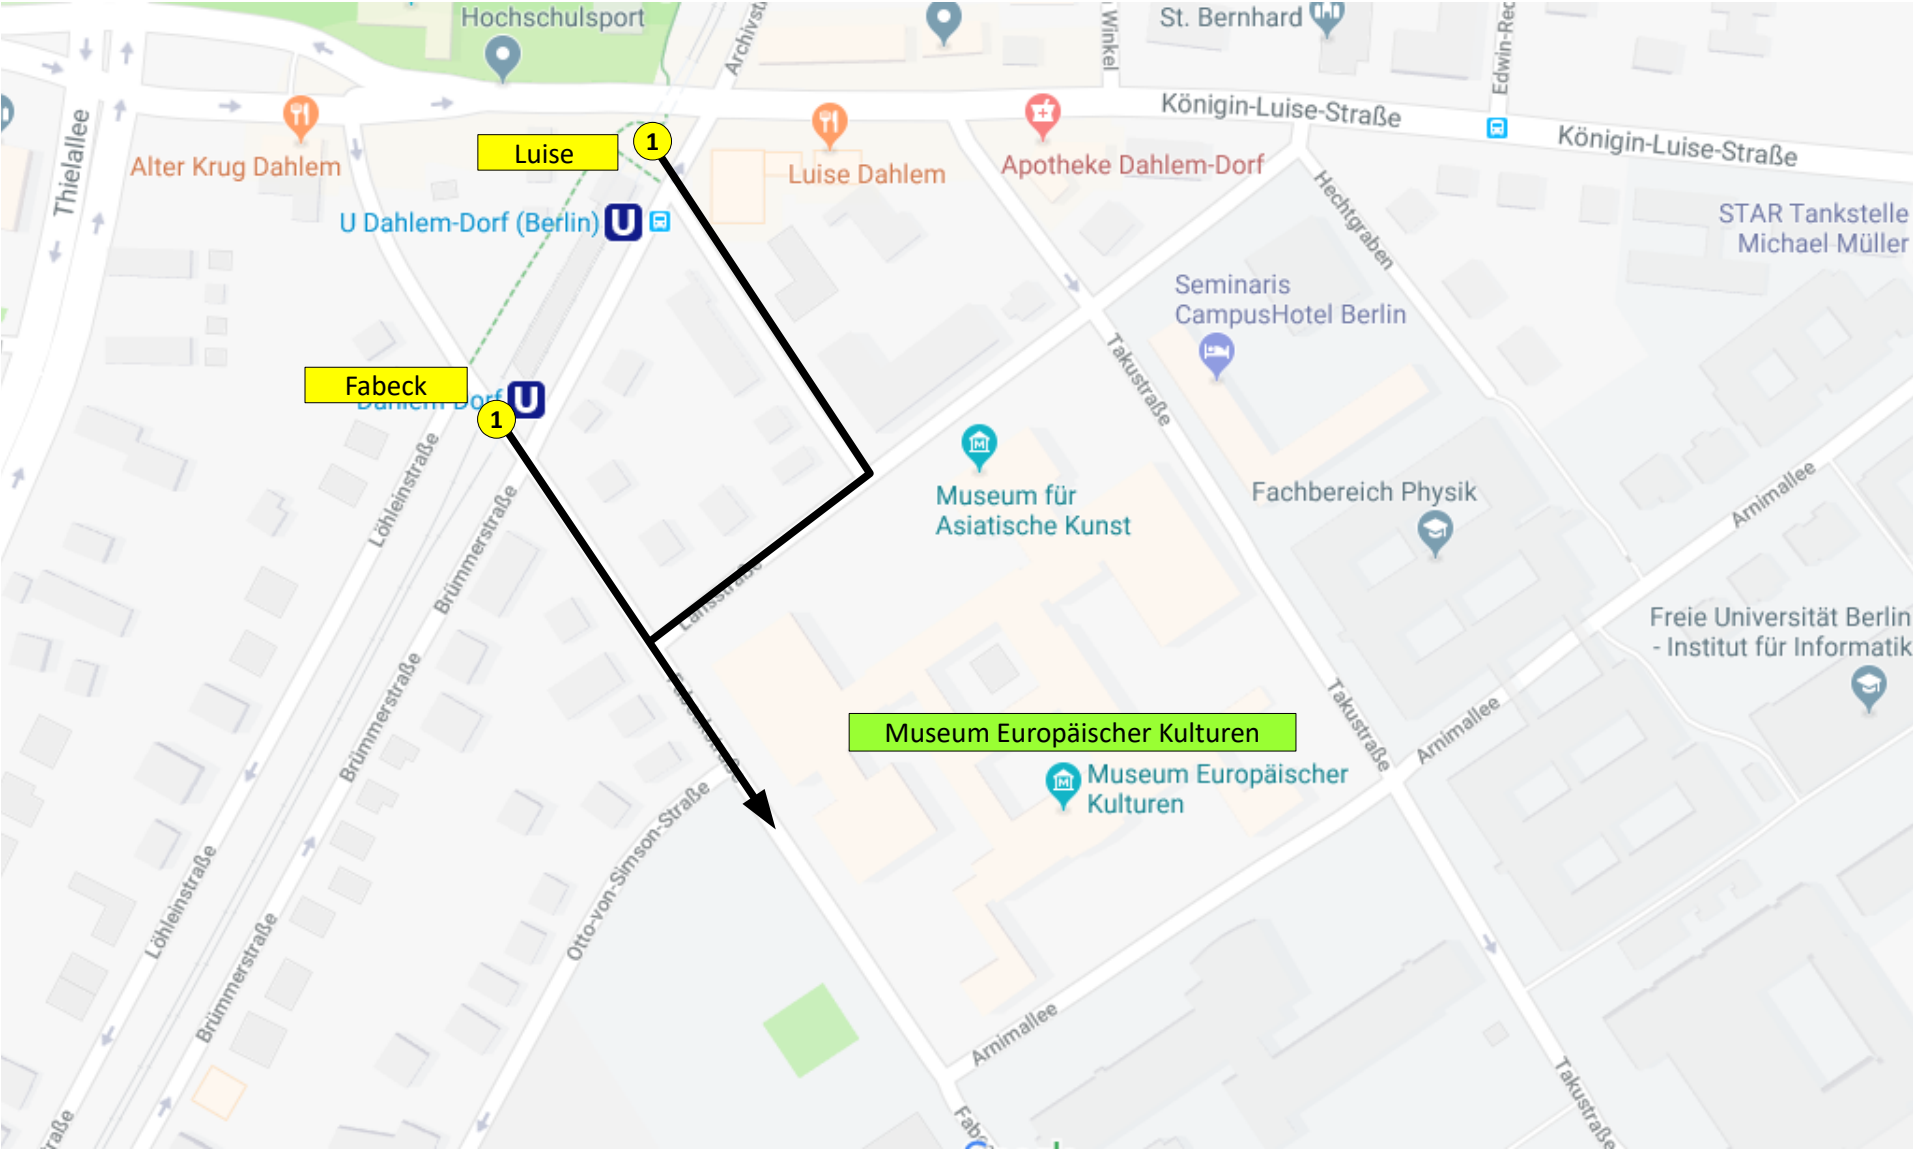 Hochschulsport
Winkel
St. Bernhard
Thielallee
Alter Krug Dahlem
Luise
1
Luise Dahlem
Apotheke Dahlem-Dorf
Königin-Luise-Straße
Königin-Luise-Straße
Hechtgraben
STAR Tankstelle
Michael Müller
U Dahlem-Dorf (Berlin)
U
Seminaris
CampusHotel Berlin
Fabeck
Dahlem-Dorf
U
1
Takustraße
Löhleinstraße
Brümmerstraße
Museum für
Asiatische Kunst
Fachbereich Physik
Arnimallee
Lansstraße
Freie Universität Berlin
- Institut für Informatik
Brümmerstraße
Fabeckstraße
Museum Europäischer Kulturen
Museum Europäischer
Kulturen
Takustraße
Arnimallee
Otto-von-Simson-Straße
Löhleinstraße
Brümmerstraße
Arnimallee
Takustraße